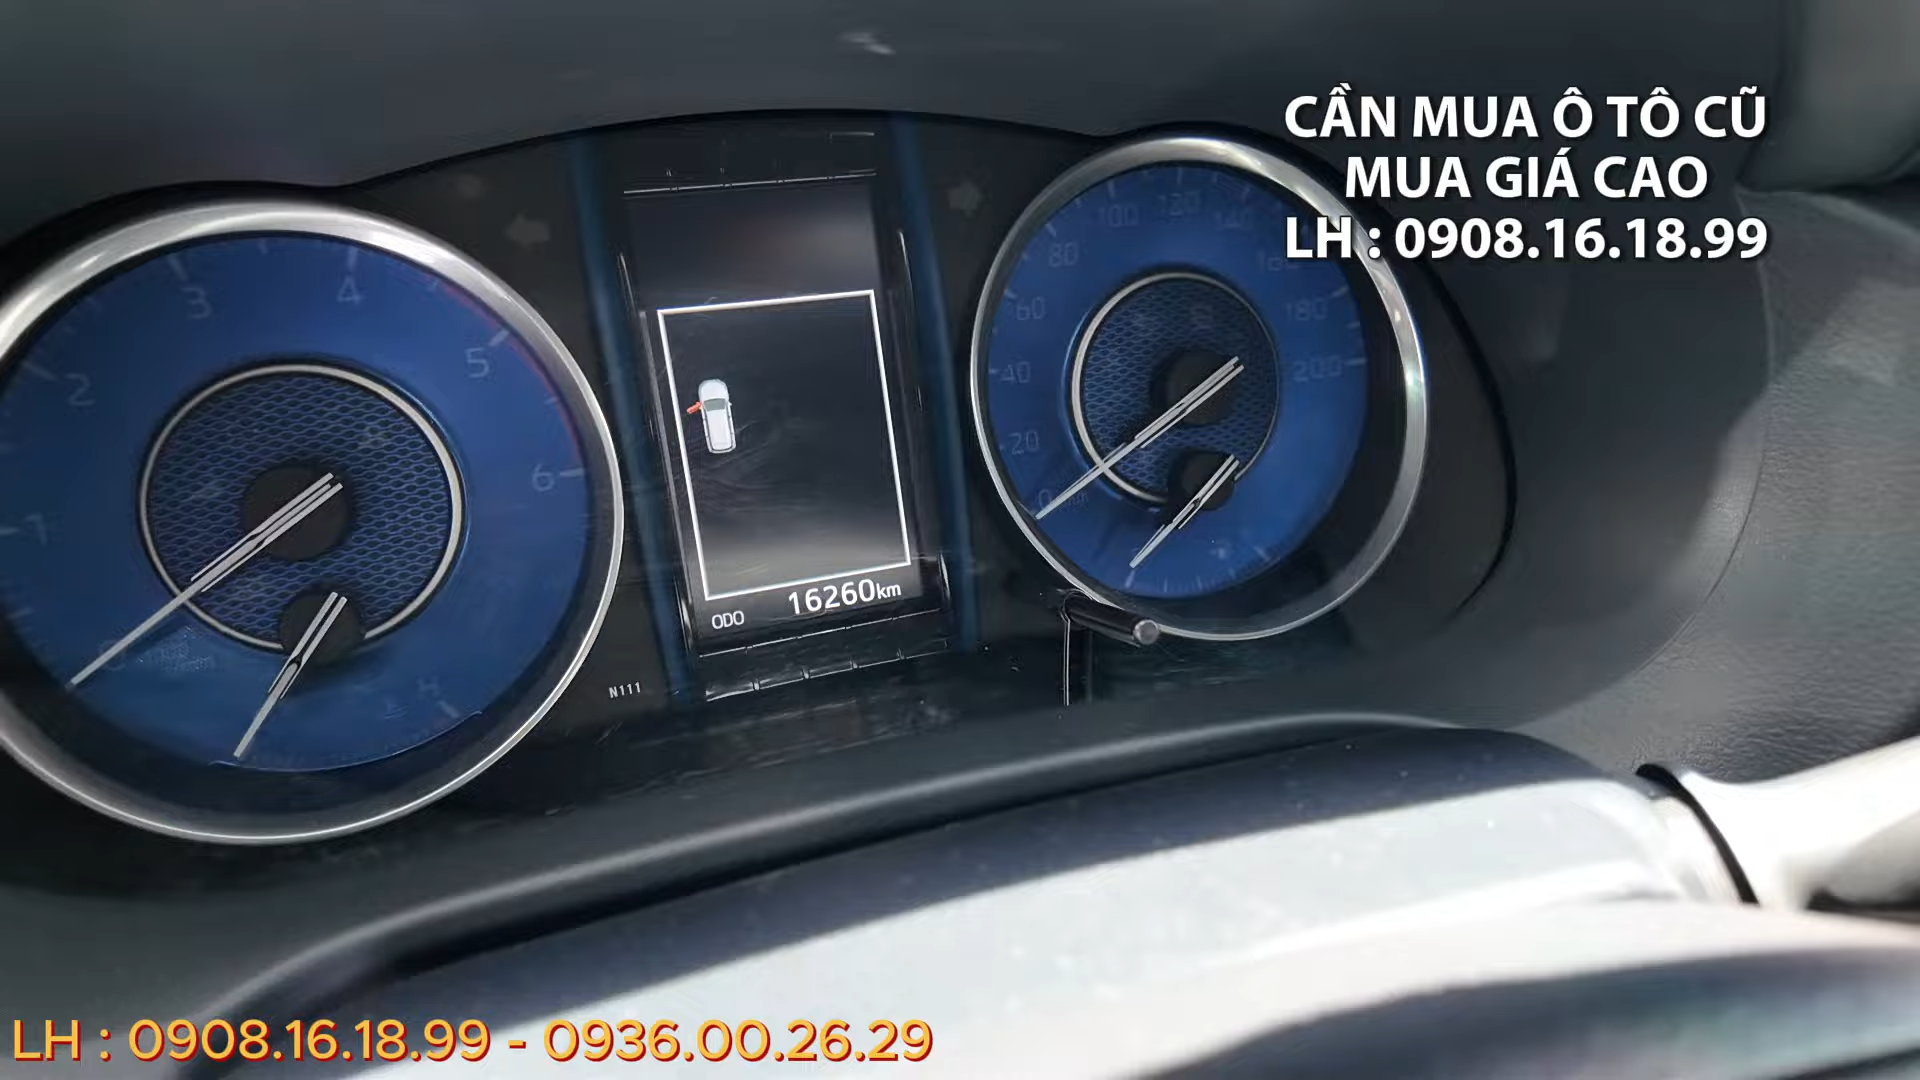 CẦN MUA Ô TÔ CŨ
MUA GIÁ CAO
LH : 0908.16.18.99
100 120 140
80
60
40
20
0
180
200
1
2
3
4
5
6
H
16260km
ODO
N111
LH : 0908.16.18.99 - 0936.00.26.29